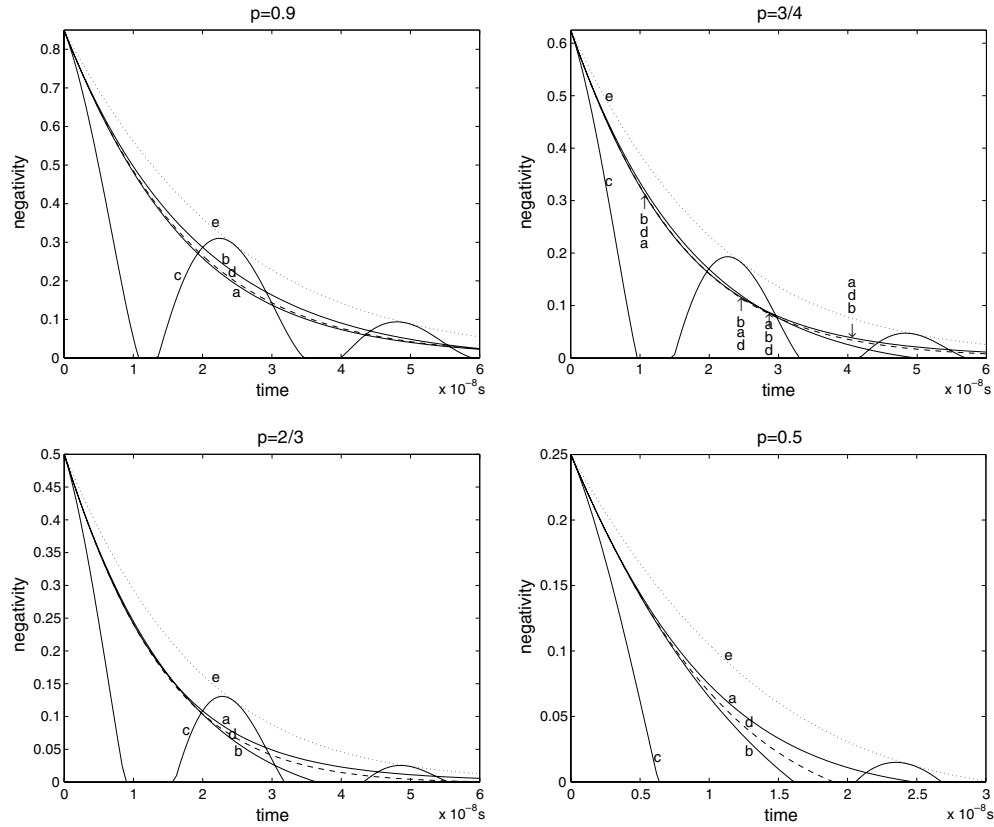 p=0.9
0.8
0.7
0.6
0.5
0.4
0.3
0.2
0.1
0
negativity
e
b
d
c
a
0 1 2 3 4 5 6
time
x 10⁻⁸s
p=3/4
0.6
0.5
0.4
0.3
0.2
0.1
0
negativity
e
c
b
d
a
a
d
b
b
a
d
a
b
d
0 1 2 3 4 5 6
time
x 10⁻⁸s
p=2/3
0.5
0.45
0.4
0.35
0.3
0.25
0.2
0.15
0.1
0.05
0
negativity
e
a
c
d
b
0 1 2 3 4 5 6
time
x 10⁻⁸s
p=0.5
0.25
0.2
0.15
0.1
0.05
0
negativity
e
a
d
b
c
0 0.5 1 1.5 2 2.5 3
time
x 10⁻⁸s